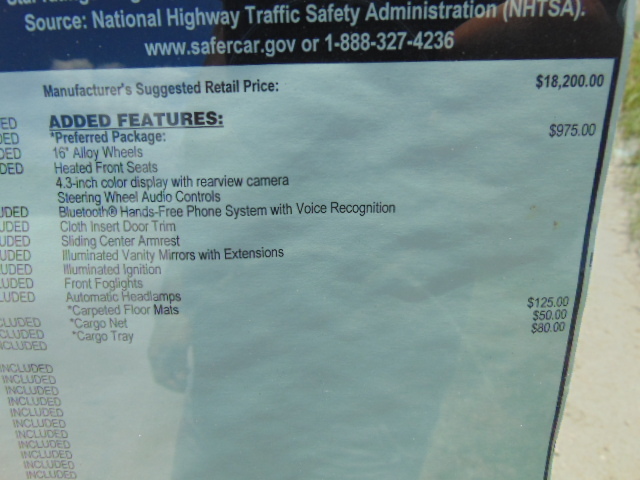 Source: National Highway Traffic Safety Administration (NHTSA).
www.safercar.gov or 1-888-327-4236
Manufacturer's Suggested Retail Price: $18,200.00
ADDED FEATURES:
*Preferred Package: $975.00
16" Alloy Wheels
Heated Front Seats
4.3-inch color display with rearview camera
Steering Wheel Audio Controls
Bluetooth® Hands-Free Phone System with Voice Recognition
Cloth Insert Door Trim
Sliding Center Armrest
Illuminated Vanity Mirrors with Extensions
Illuminated Ignition
Front Foglights
Automatic Headlamps
*Carpeted Floor Mats $125.00
*Cargo Net $50.00
*Cargo Tray $80.00
INCLUDED
INCLUDED
INCLUDED
INCLUDED
INCLUDED
INCLUDED
INCLUDED
INCLUDED
INCLUDED
INCLUDED